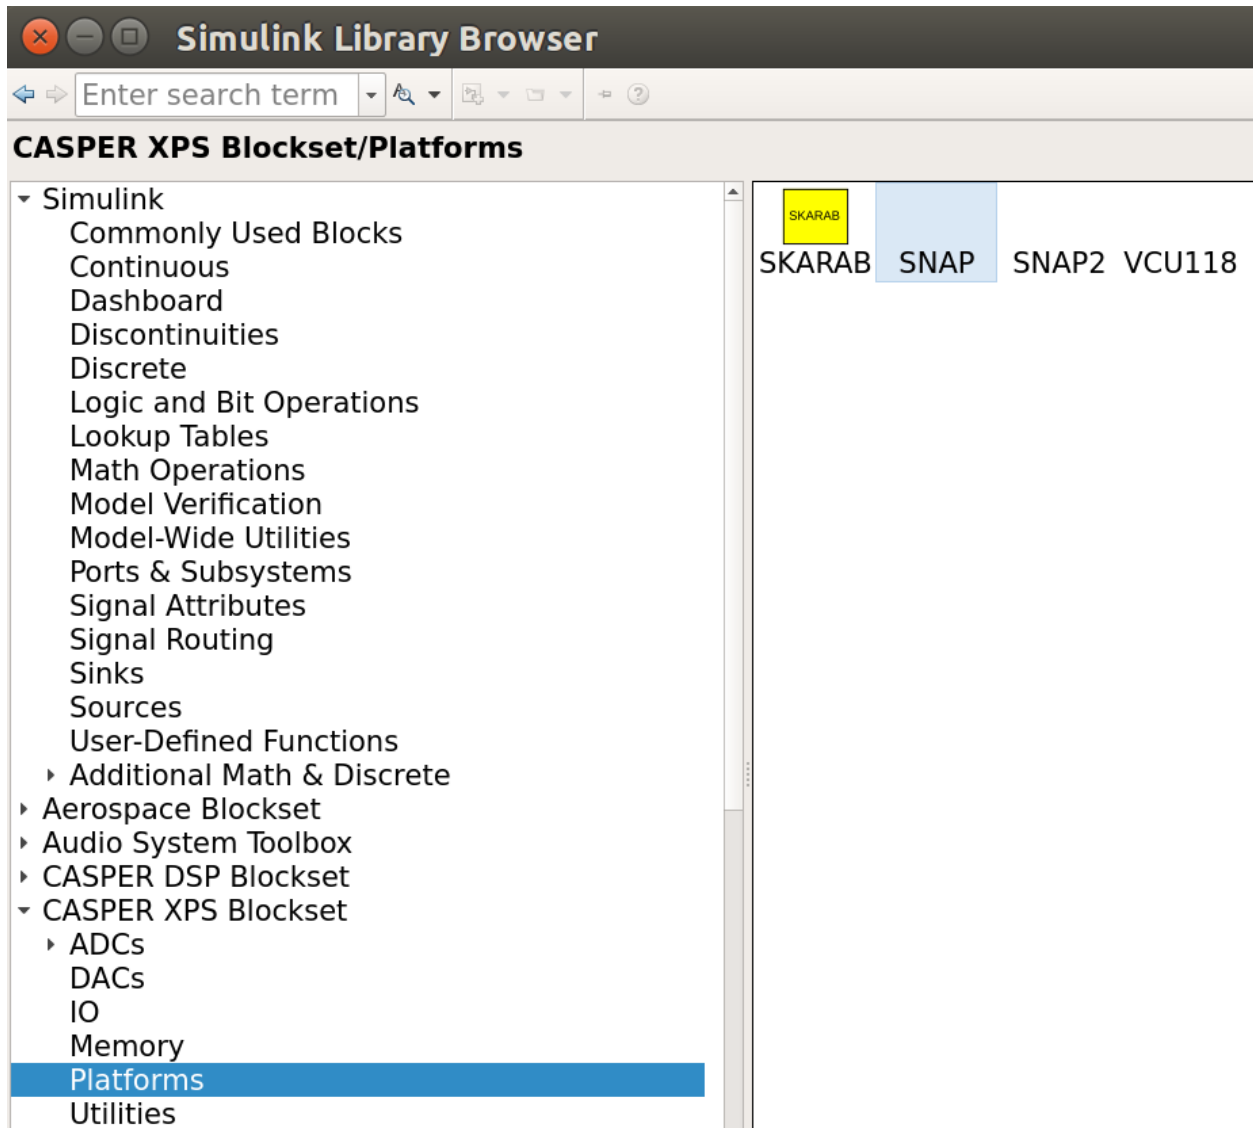 Simulink Library Browser
Enter search term
CASPER XPS Blockset/Platforms
Simulink
Commonly Used Blocks
Continuous
Dashboard
Discontinuities
Discrete
Logic and Bit Operations
Lookup Tables
Math Operations
Model Verification
Model-Wide Utilities
Ports & Subsystems
Signal Attributes
Signal Routing
Sinks
Sources
User-Defined Functions
Additional Math & Discrete
Aerospace Blockset
Audio System Toolbox
CASPER DSP Blockset
CASPER XPS Blockset
ADCs
DACs
IO
Memory
Platforms
Utilities
SKARAB
SKARAB SNAP SNAP2 VCU118